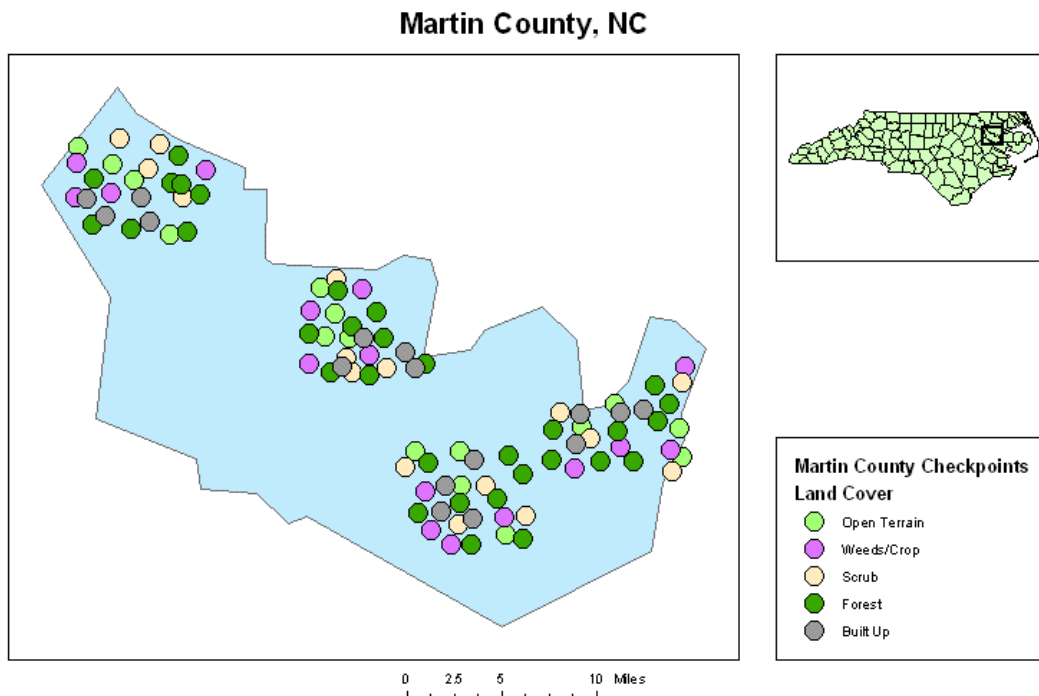 Martin County, NC
Martin County Checkpoints
Land Cover
Open Terrain
Weeds/Crop
Scrub
Forest
Built Up
0 2.5 5 10 Miles